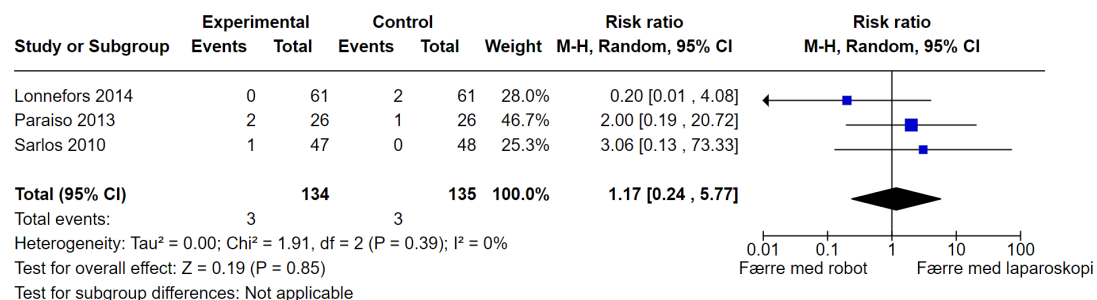 Experimental Control Risk ratio Risk ratio
Study or Subgroup Events Total Events Total Weight M-H, Random, 95% CI M-H, Random, 95% CI
Lonnefors 2014 0 61 2 61 28.0% 0.20 [0.01 , 4.08]
Paraiso 2013 2 26 1 26 46.7% 2.00 [0.19 , 20.72]
Sarlos 2010 1 47 0 48 25.3% 3.06 [0.13 , 73.33]
Total (95% CI) 134 135 100.0% 1.17 [0.24 , 5.77]
Total events: 3 3
Heterogeneity: Tau² = 0.00; Chi² = 1.91, df = 2 (P = 0.39); I² = 0%
0.01 0.1 1 10 100
Test for overall effect: Z = 0.19 (P = 0.85)
Færre med robot Færre med laparoskopi
Test for subgroup differences: Not applicable